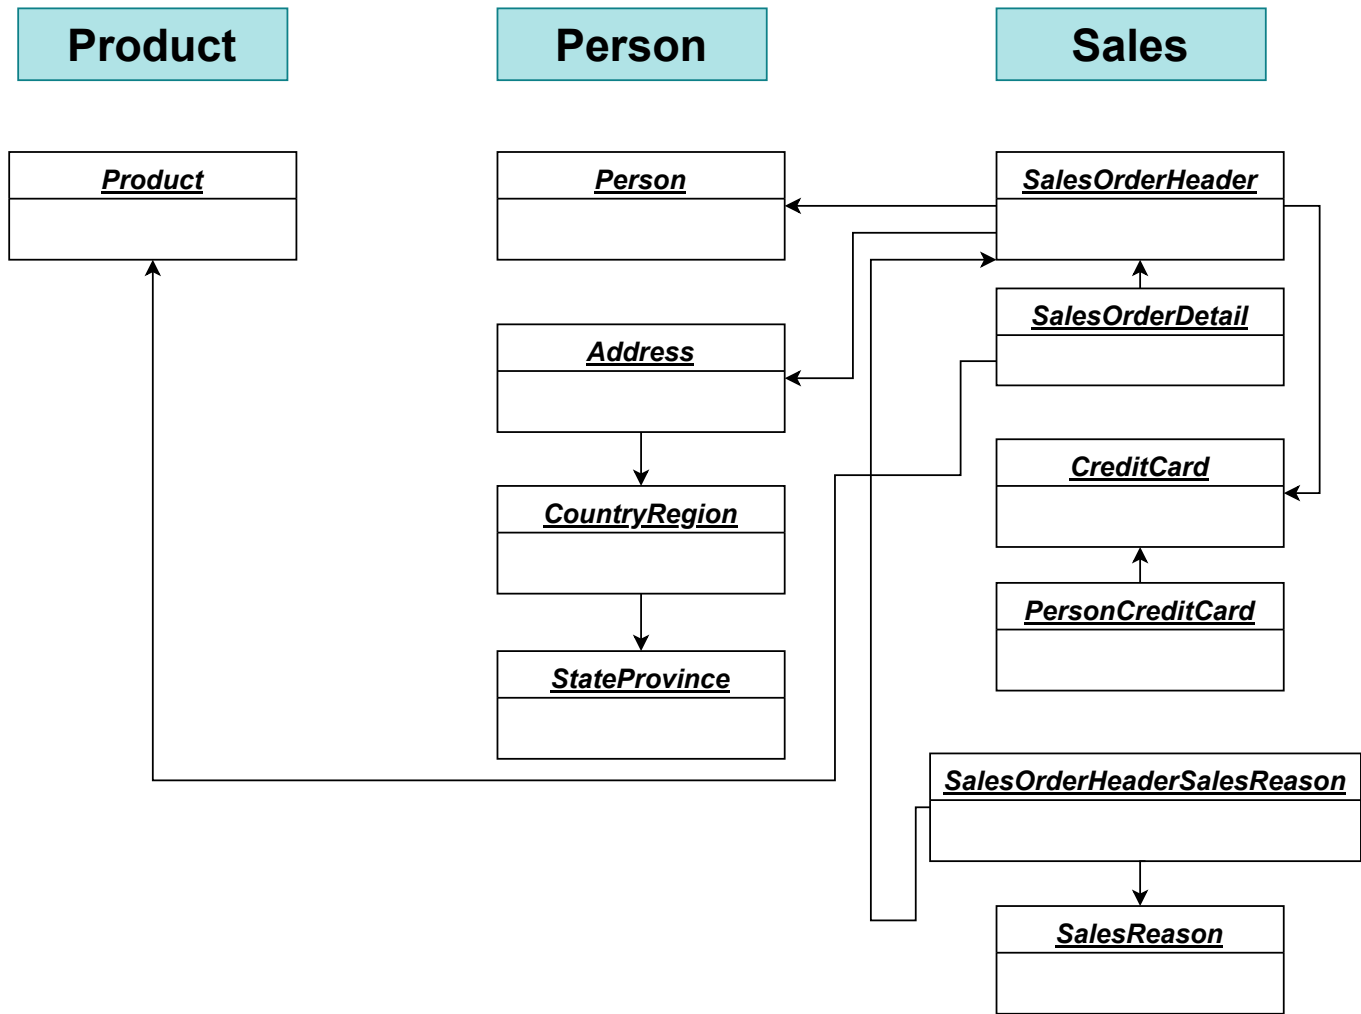 Product
Person
Sales
Product
Person
SalesOrderHeader
SalesOrderDetail
Address
CreditCard
CountryRegion
PersonCreditCard
StateProvince
SalesOrderHeaderSalesReason
SalesReason